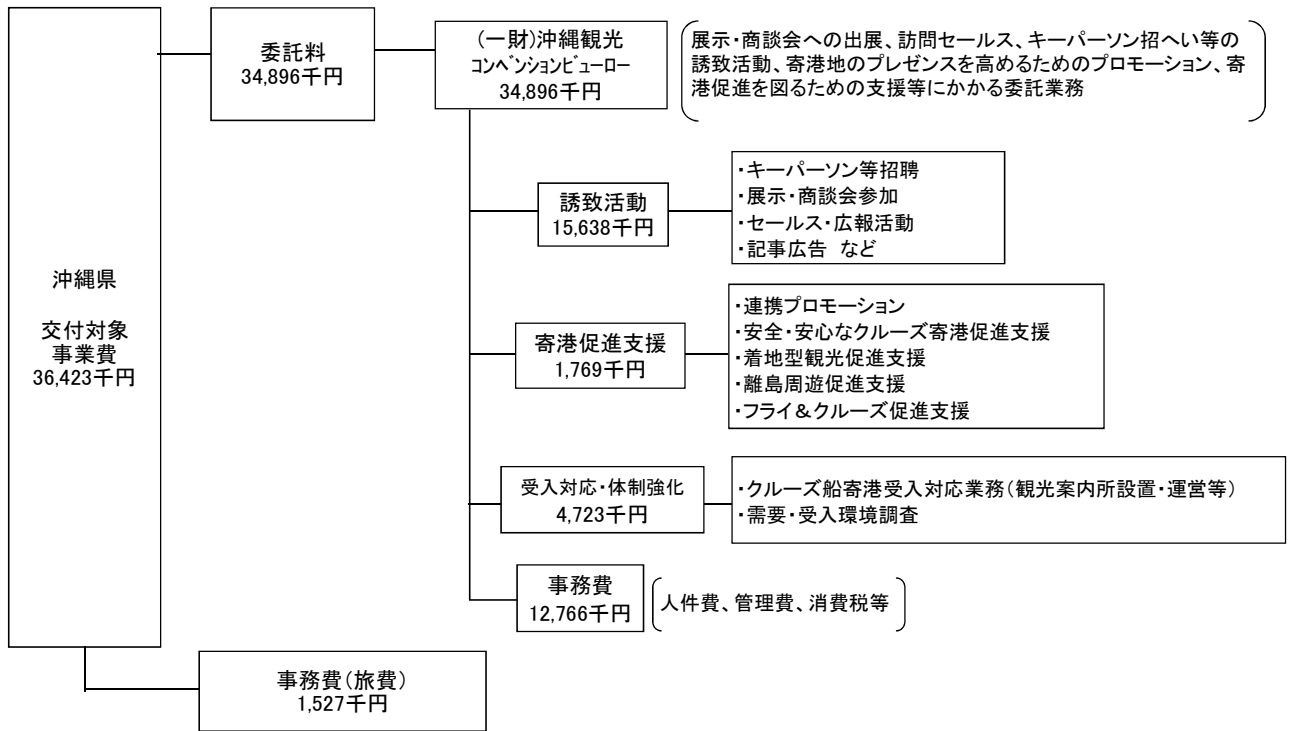 委託料
34,896千円
(一財)沖縄観光
コンベンションビューロー
34,896千円
展示・商談会への出展、訪問セールス、キーパーソン招へい等の
誘致活動、寄港地のプレゼンスを高めるためのプロモーション、寄
港促進を図るための支援等にかかる委託業務
誘致活動
15,638千円
・キーパーソン等招聘
・展示・商談会参加
・セールス・広報活動
・記事広告 など
沖縄県
交付対象
事業費
36,423千円
寄港促進支援
1,769千円
・連携プロモーション
・安全・安心なクルーズ寄港促進支援
・着地型観光促進支援
・離島周遊促進支援
・フライ&クルーズ促進支援
受入対応・体制強化
4,723千円
・クルーズ船寄港受入対応業務(観光案内所設置・運営等)
・需要・受入環境調査
事務費
12,766千円
人件費、管理費、消費税等
事務費(旅費)
1,527千円